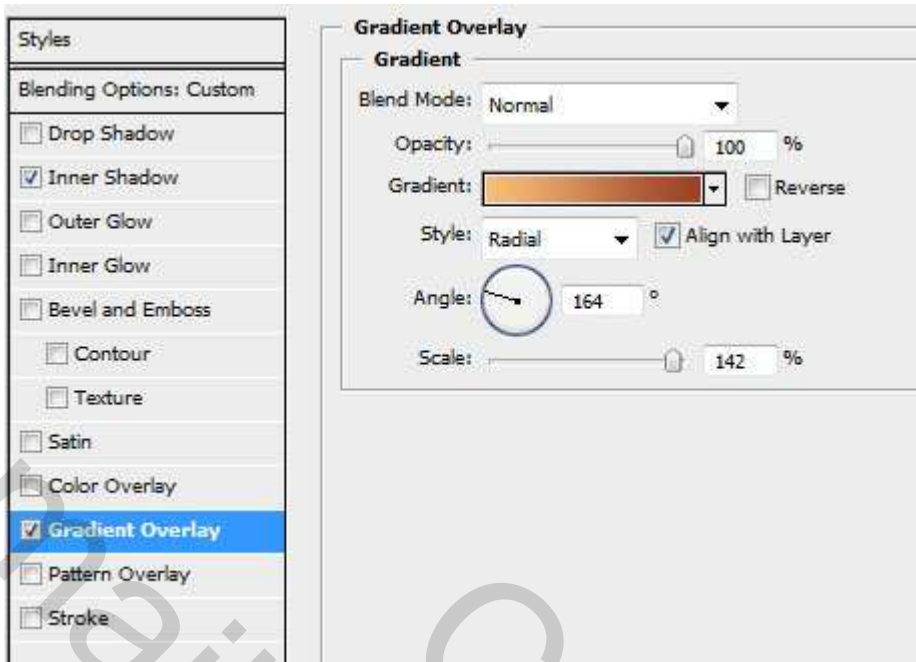 Styles
Blending Options: Custom
Drop Shadow
Inner Shadow
Outer Glow
Inner Glow
Bevel and Emboss
Contour
Texture
Satin
Color Overlay
Gradient Overlay
Pattern Overlay
Stroke
Gradient Overlay
Gradient
Blend Mode: Normal
Opacity: 100 %
Gradient: Reverse
Style: Radial Align with Layer
Angle: 164 °
Scale: 142 %